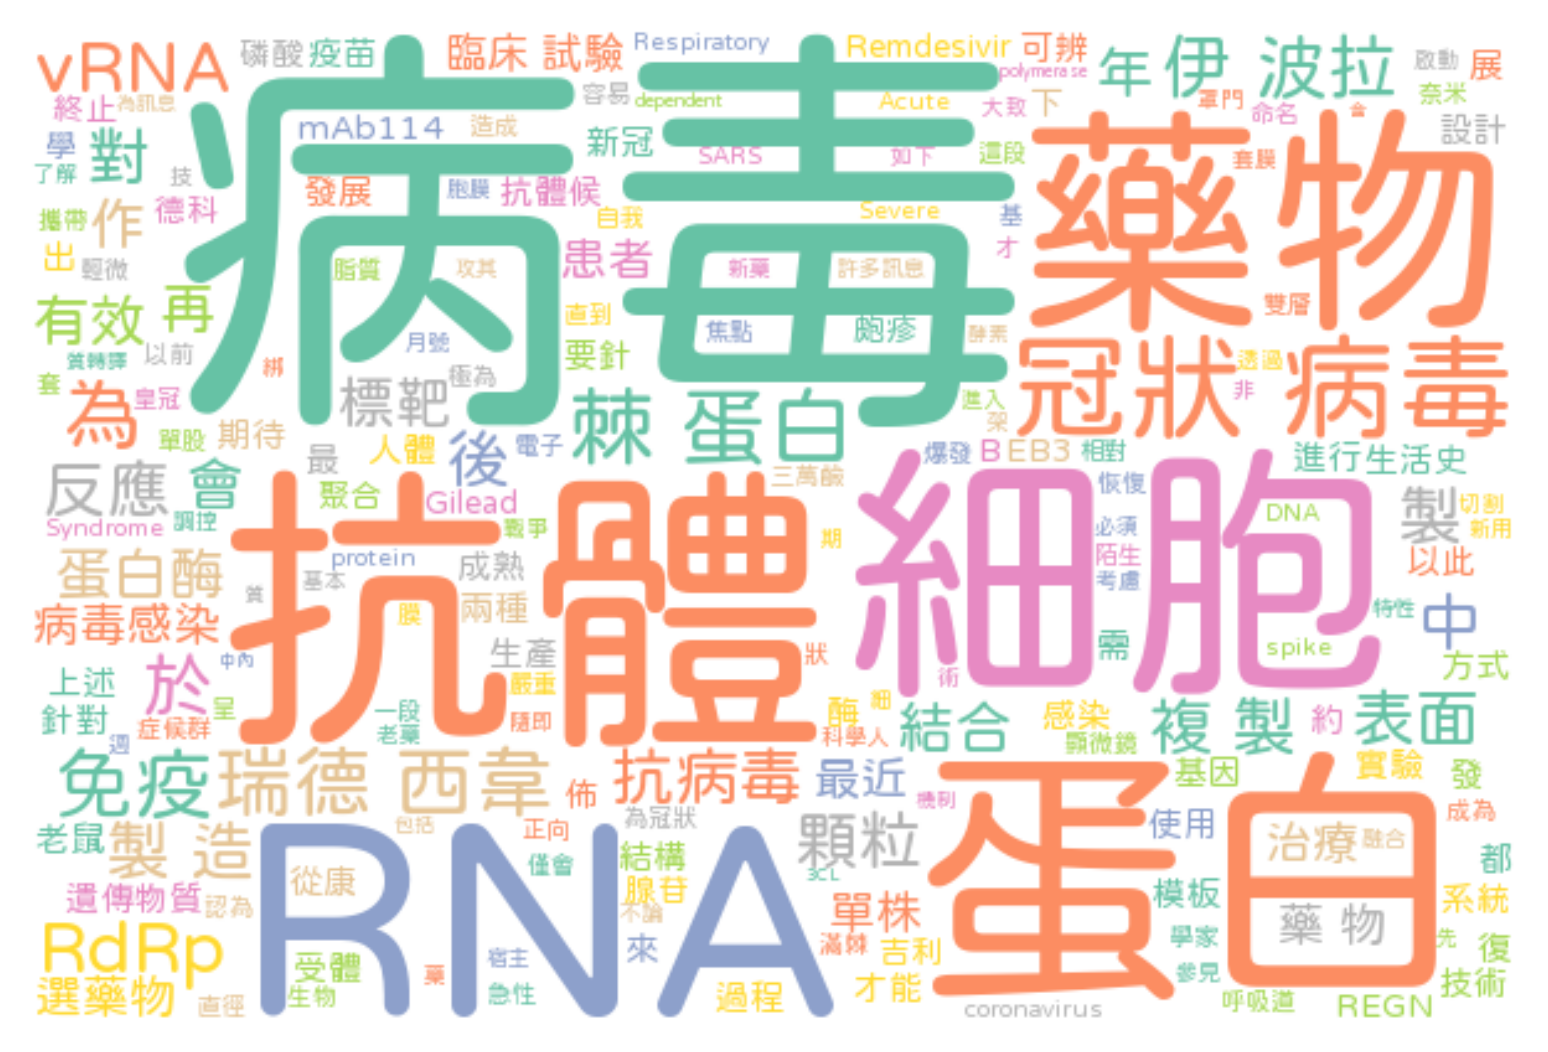 vRNA
磷酸
疫苗
臨床 試驗
Respiratory
Remdesivir
可辨
年
伊 波拉
啟動
展
終止
為訊息
病毒
容易
dependent
polymerase
Acute
大致
下
罩門
命名
會
奈米
設計
學
對
mAb114
造成
新冠
SARS
如下
這段
藥物
套膜
了解
技
發展
胞膜
抗體候
自我
Severe
基
才
攜帶
作
德科
出
輕微
脂質
攻其
患者
新藥
許多訊息
雙層
有效
再
直到
月號
焦點
皰疹
酵素
質轉譯
以前
綁
要針
冠狀 病毒
透過
非
套
為
皇冠
標靶
極為
棘 蛋白
進入
架
單股
期待
最
人體
後
電子
爆發
B
EB3
相對
進行
生活史
反應
會
聚合
Gilead
三萬鹼
細胞
恢復
DNA
製
切割
新用
Syndrome
調控
抗體
戰爭
期
必須
蛋白酶
protein
成熟
陌生
考慮
以此
質
基本
膜
兩種
特性
病毒感染
中
中內
生產
狀
需
spike
方式
上述
於
嚴重
術
針對
呈
症候群
週
一段
老藥
隨即
酶
細
科學人
結合
感染
顯微鏡
複 製
約
表面
免疫
瑞德 西韋
佈
抗病毒
最近
機制
蛋白
基因
實驗
發
老鼠
製 造
包括
RNA
正向
為冠狀
顆粒
使用
成為
僅會
結構
3CL
治療
融合
都
遺傳物質
認為
從康
腺苷
不論
單株
模板
系統
RdRp
受體
藥
宿主
來
滿棘
吉利
學家
藥 物
先
復
選藥物
直徑
生物
急性
過程
才能
參見
技術
coronavirus
呼吸道
REGN